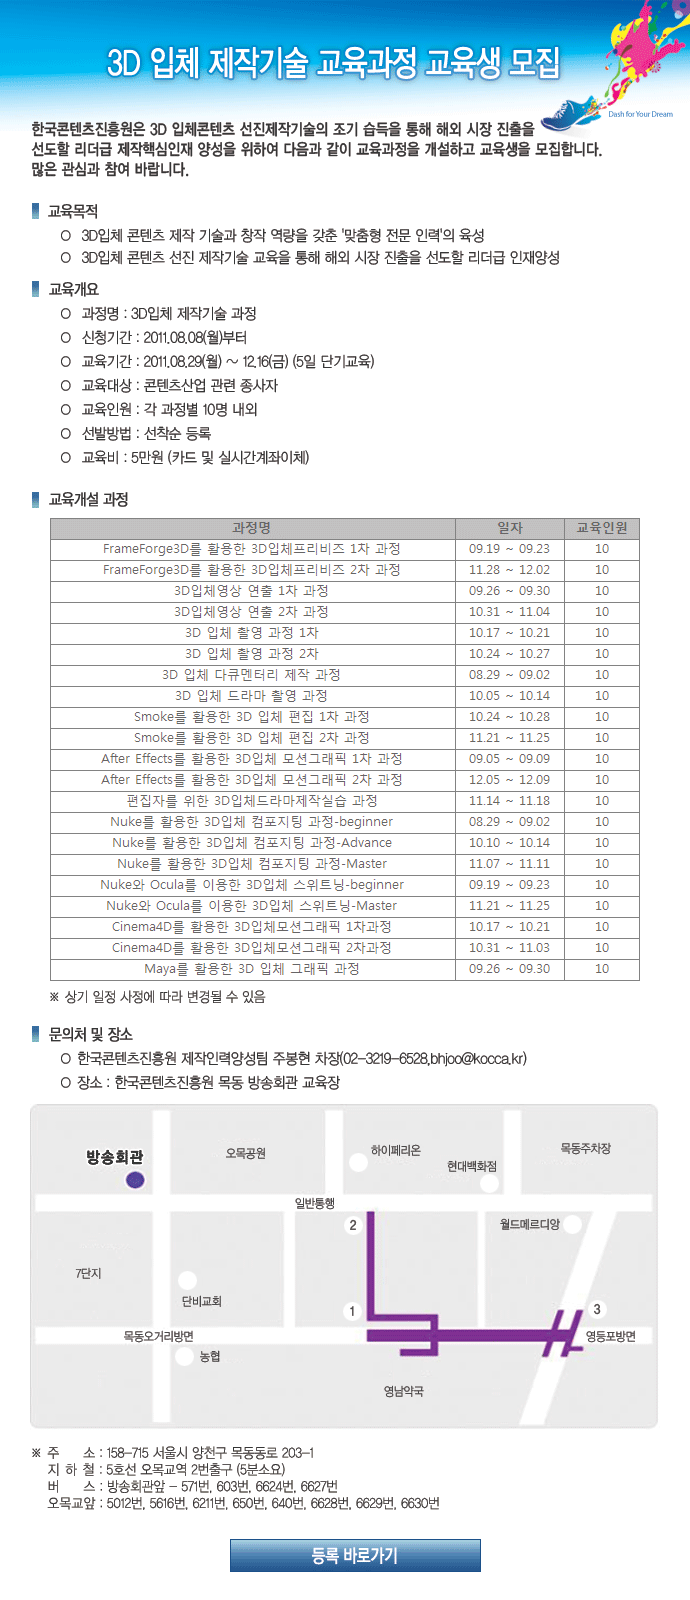 3D 입체 제작기술 교육과정 교육생 모집
Dash for Your Dream
한국콘텐츠진흥원은 3D 입체콘텐츠 선진제작기술의 조기 습득을 통해 해외 시장 진출을
선도할 리더급 제작핵심인재 양성을 위하여 다음과 같이 교육과정을 개설하고 교육생을 모집합니다.
많은 관심과 참여 바랍니다.
교육목적
O 3D입체 콘텐츠 제작 기술과 창작 역량을 갖춘 '맞춤형 전문 인력'의 육성
O 3D입체 콘텐츠 선진 제작기술 교육을 통해 해외 시장 진출을 선도할 리더급 인재양성
교육개요
O 과정명 : 3D입체 제작기술 과정
O 신청기간 : 2011.08.08(월)부터
O 교육기간 : 2011.08.29(월) ~ 12.16(금) (5일 단기교육)
O 교육대상 : 콘텐츠산업 관련 종사자
O 교육인원 : 각 과정별 10명 내외
O 선발방법 : 선착순 등록
O 교육비 : 5만원 (카드 및 실시간계좌이체)
교육개설 과정
과정명 일자 교육인원
FrameForge3D를 활용한 3D입체프리비즈 1차 과정 09.19 ~ 09.23 10
FrameForge3D를 활용한 3D입체프리비즈 2차 과정 11.28 ~ 12.02 10
3D입체영상 연출 1차 과정 09.26 ~ 09.30 10
3D입체영상 연출 2차 과정 10.31 ~ 11.04 10
3D 입체 촬영 과정 1차 10.17 ~ 10.21 10
3D 입체 촬영 과정 2차 10.24 ~ 10.27 10
3D 입체 다큐멘터리 제작 과정 08.29 ~ 09.02 10
3D 입체 드라마 촬영 과정 10.05 ~ 10.14 10
Smoke를 활용한 3D 입체 편집 1차 과정 10.24 ~ 10.28 10
Smoke를 활용한 3D 입체 편집 2차 과정 11.21 ~ 11.25 10
After Effects를 활용한 3D입체 모션그래픽 1차 과정 09.05 ~ 09.09 10
After Effects를 활용한 3D입체 모션그래픽 2차 과정 12.05 ~ 12.09 10
편집자를 위한 3D입체드라마제작실습 과정 11.14 ~ 11.18 10
Nuke를 활용한 3D입체 컴포지팅 과정-beginner 08.29 ~ 09.02 10
Nuke를 활용한 3D입체 컴포지팅 과정-Advance 10.10 ~ 10.14 10
Nuke를 활용한 3D입체 컴포지팅 과정-Master 11.07 ~ 11.11 10
Nuke와 Ocula를 이용한 3D입체 스위트닝-beginner 09.19 ~ 09.23 10
Nuke와 Ocula를 이용한 3D입체 스위트닝-Master 11.21 ~ 11.25 10
Cinema4D를 활용한 3D입체모션그래픽 1차과정 10.17 ~ 10.21 10
Cinema4D를 활용한 3D입체모션그래픽 2차과정 10.31 ~ 11.03 10
Maya를 활용한 3D 입체 그래픽 과정 09.26 ~ 09.30 10
※ 상기 일정 사정에 따라 변경될 수 있음
문의처 및 장소
O 한국콘텐츠진흥원 제작인력양성팀 주봉현 차장(02-3219-6528,bhjoo@kocca.kr)
O 장소 : 한국콘텐츠진흥원 목동 방송회관 교육장
방송회관
오목공원
하이페리온
현대백화점
목동주차장
일반통행
2
월드메르디앙
7단지
단비교회
1
3
목동오거리방면
영등포방면
농협
영남약국
※ 주 소 : 158-715 서울시 양천구 목동동로 203-1
지 하 철 : 5호선 오목교역 2번출구 (5분소요)
버 스 : 방송회관앞 - 571번, 603번, 6624번, 6627번
오목교앞 : 5012번, 5616번, 6211번, 650번, 640번, 6628번, 6629번, 6630번
등록 바로가기